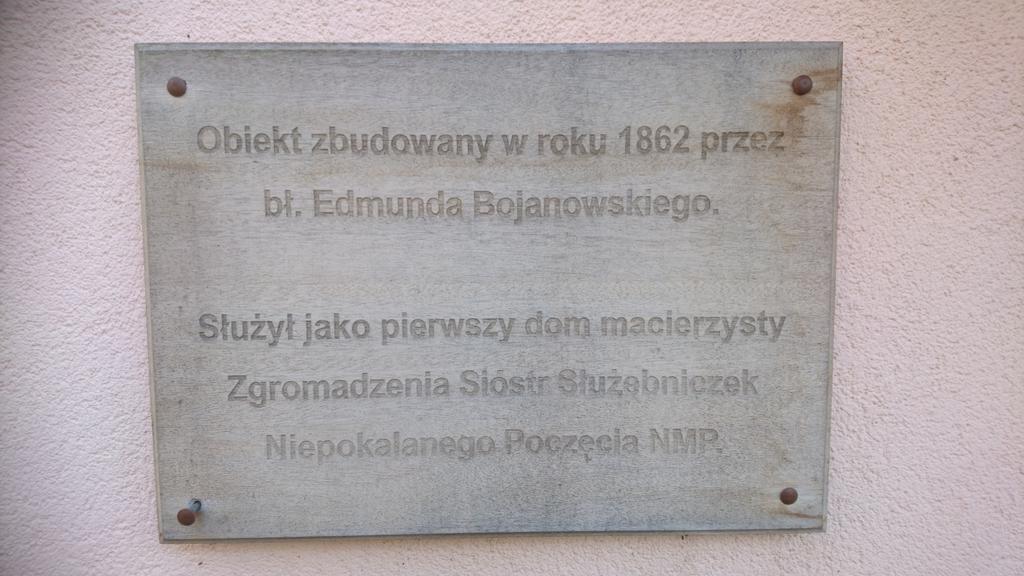 Obiekt zbudowany w roku 1862 przez
bł. Edmunda Bojanowskiego.
Służył jako pierwszy dom macierzysty
Zgromadzenia Sióstr Służebniczek
Niepokalanego Poczęcia NMP.